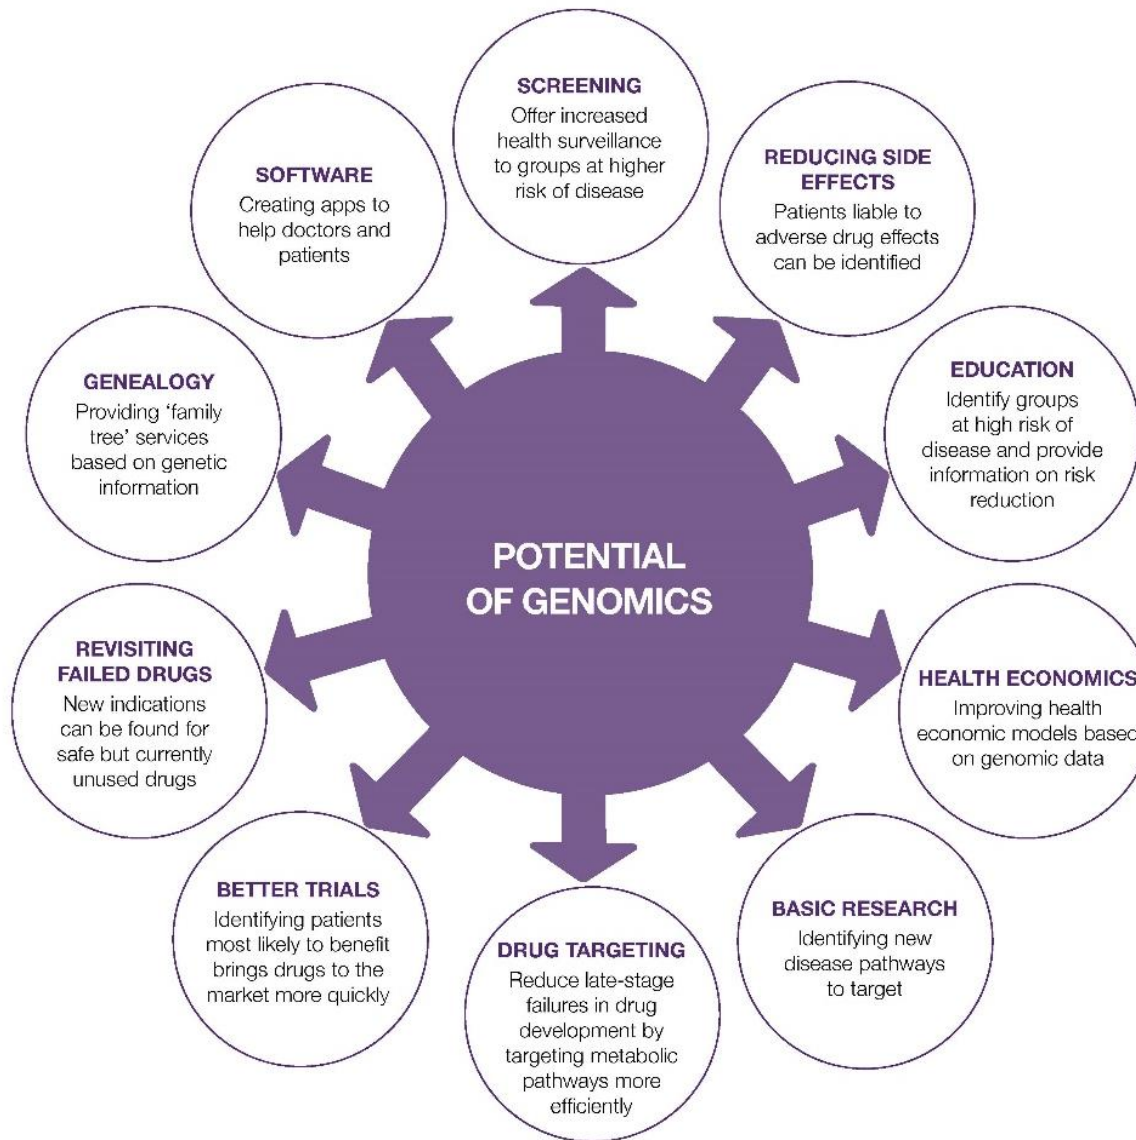 SCREENING
Offer increased
health surveillance
to groups at higher
risk of disease
REDUCING SIDE
EFFECTS
Patients liable to
adverse drug effects
can be identified
EDUCATION
Identify groups
at high risk of
disease and provide
information on risk
reduction
HEALTH ECONOMICS
Improving health
economic models based
on genomic data
BASIC RESEARCH
Identifying new
disease pathways
to target
DRUG TARGETING
Reduce late-stage
failures in drug
development by
targeting metabolic
pathways more
efficiently
BETTER TRIALS
Identifying patients
most likely to benefit
brings drugs to the
market more quickly
REVISITING
FAILED DRUGS
New indications
can be found for
safe but currently
unused drugs
GENEALOGY
Providing ‘family
tree’ services
based on genetic
information
SOFTWARE
Creating apps to
help doctors and
patients
POTENTIAL
OF GENOMICS